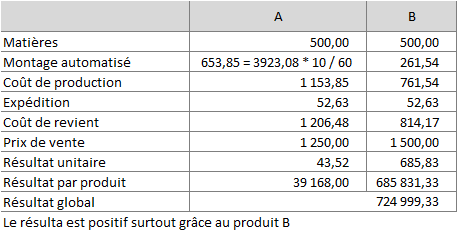 A B
Matières 500,00 500,00
Montage automatisé 653,85 = 3923,08 * 10 / 60 261,54
Coût de production 1 153,85 761,54
Expédition 52,63 52,63
Coût de revient 1 206,48 814,17
Prix de vente 1 250,00 1 500,00
Résultat unitaire 43,52 685,83
Résultat par produit 39 168,00 685 831,33
Résultat global 724 999,33
Le résulta est positif surtout grâce au produit B